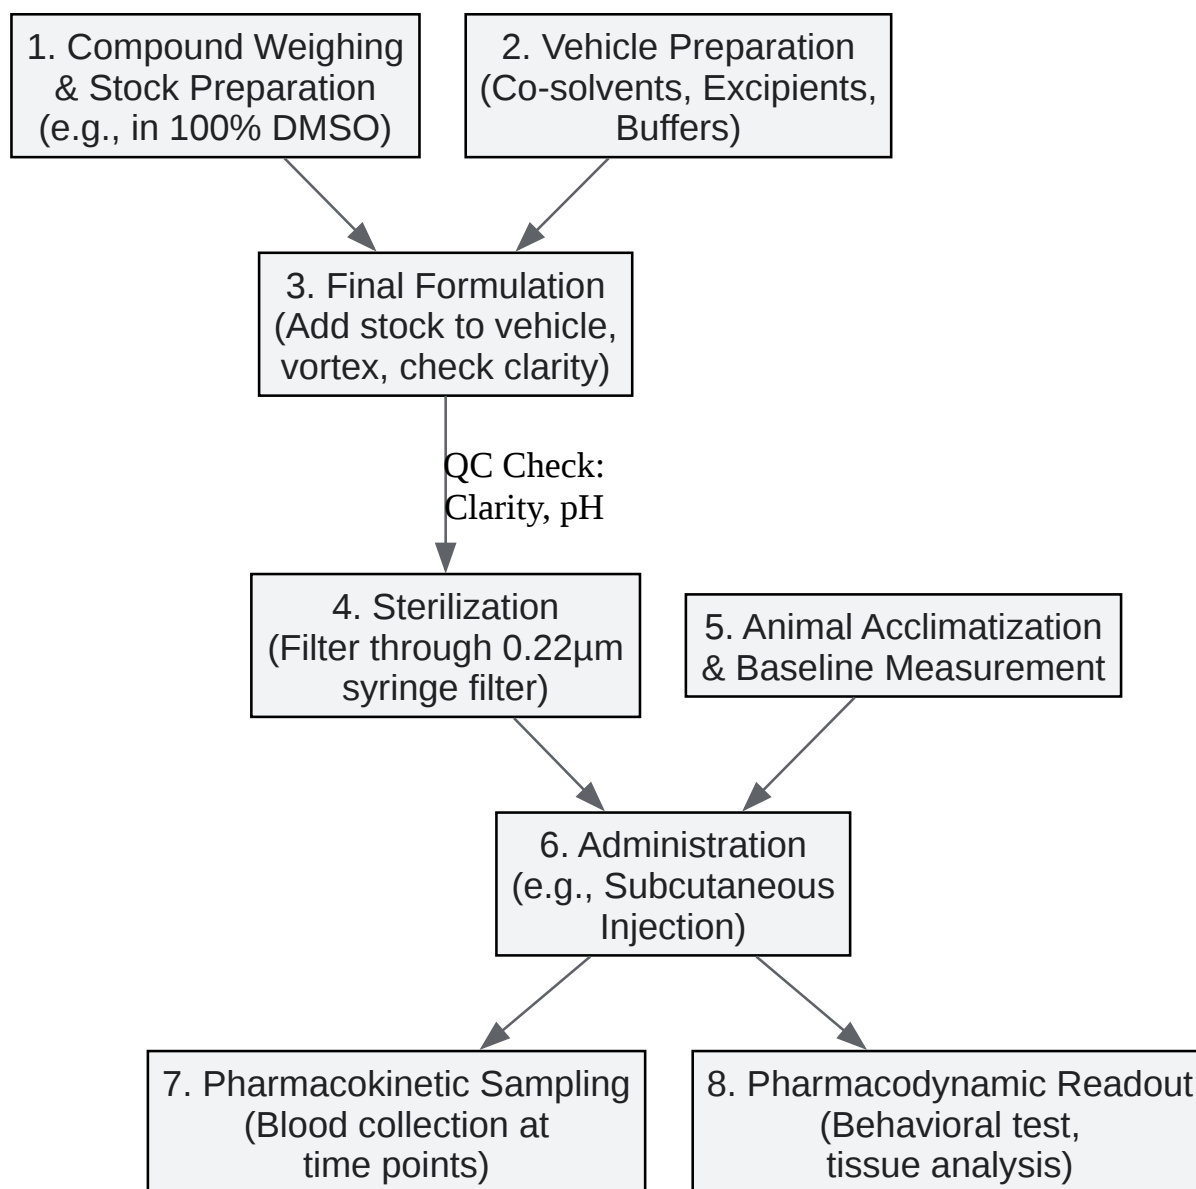 1. Compound Weighing
& Stock Preparation
(e.g., in 100% DMSO)
2. Vehicle Preparation
(Co-solvents, Excipients,
Buffers)
3. Final Formulation
(Add stock to vehicle,
vortex, check clarity)
QC Check:
Clarity, pH
4. Sterilization
(Filter through 0.22µm
syringe filter)
5. Animal Acclimatization
& Baseline Measurement
6. Administration
(e.g., Subcutaneous
Injection)
7. Pharmacokinetic Sampling
(Blood collection at
time points)
8. Pharmacodynamic Readout
(Behavioral test,
tissue analysis)